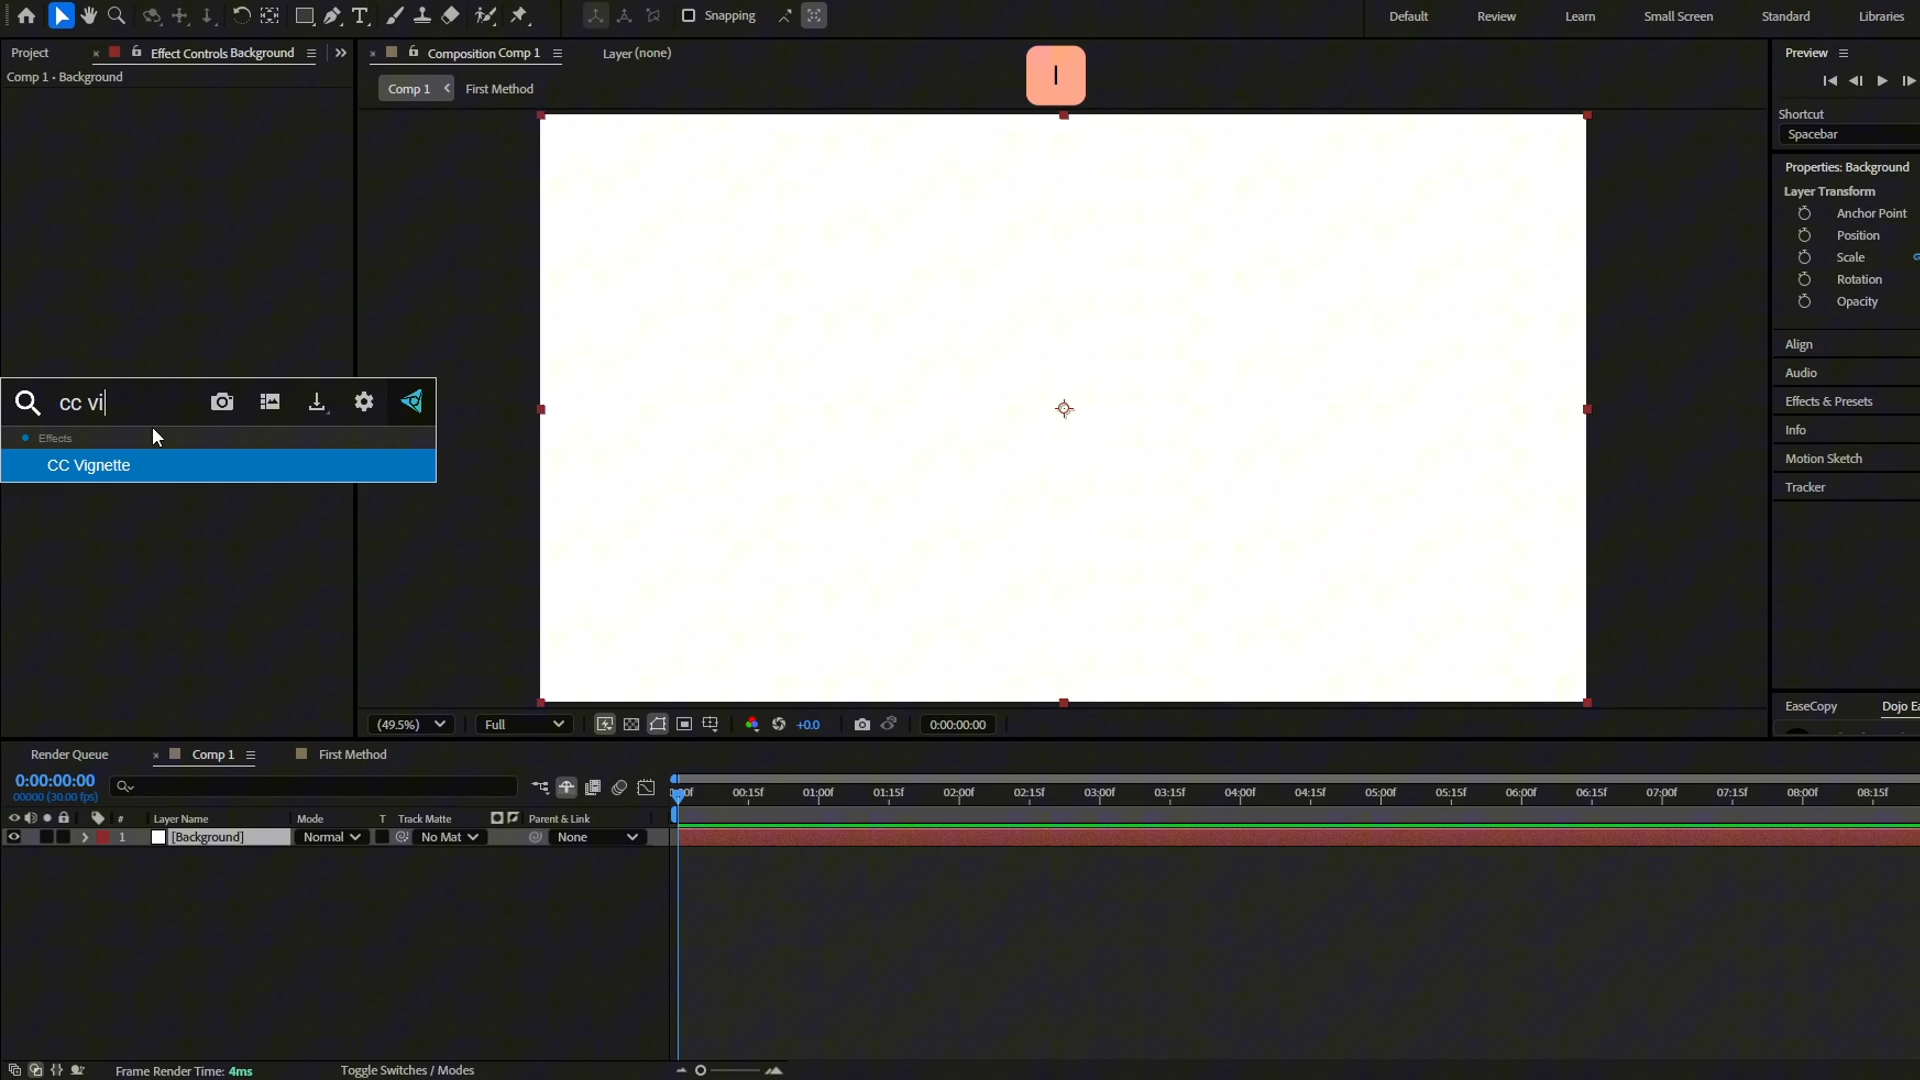 Snapping
Default
Review
Learn
Small Screen
Standard
Libraries
Project
Effect Controls Background
Composition Comp 1
Layer (none)
Preview
Comp 1 • Background
Comp 1
First Method
I
Shortcut
Spacebar
Properties: Background
Layer Transform
Anchor Point
Position
Scale
Rotation
Opacity
Align
Audio
Effects & Presets
Info
Motion Sketch
Tracker
cc vi
Effects
CC Vignette
EaseCopy
Dojo Ea
(49.5%)
Full
+0.0
0:00:00:00
Render Queue
Comp 1
First Method
0:00:00:00
00000 (30.00 fps)
00:15f 01:00f 01:15f 02:00f 02:15f 03:00f 03:15f 04:00f 04:15f 05:00f 05:15f 06:00f 06:15f 07:00f 07:15f 08:00f 08:15f
# Layer Name Mode T Track Matte Parent & Link
1 [Background] Normal No Mat None
Frame Render Time: 4ms
Toggle Switches / Modes